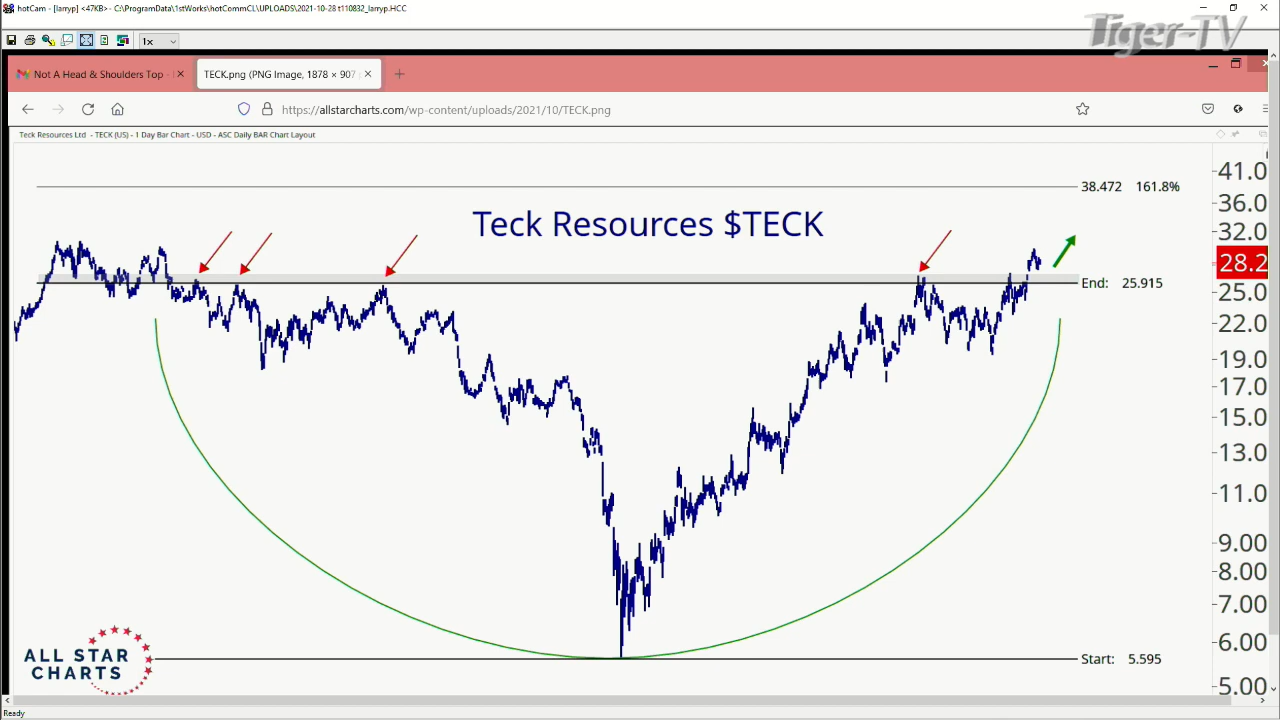 hotCam - [larryp] <47KB> - C:\ProgramData\1stWorks\hotCommCL\UPLOADS\2021-10-28 t110832_larryp.HCC
Tiger-TV
1x
Not A Head & Shoulders Top -
TECK.png (PNG Image, 1878 × 907
https://allstarcharts.com/wp-content/uploads/2021/10/TECK.png
Teck Resources Ltd - TECK (US) - 1 Day Bar Chart - USD - ASC Daily BAR Chart Layout
41.0
38.472 161.8%
36.0
Teck Resources $TECK
32.0
28.2
End: 25.915
25.0
22.0
19.0
17.0
15.0
13.0
11.0
9.00
8.00
7.00
6.00
ALL STAR
CHARTS
Start: 5.595
5.00
Ready